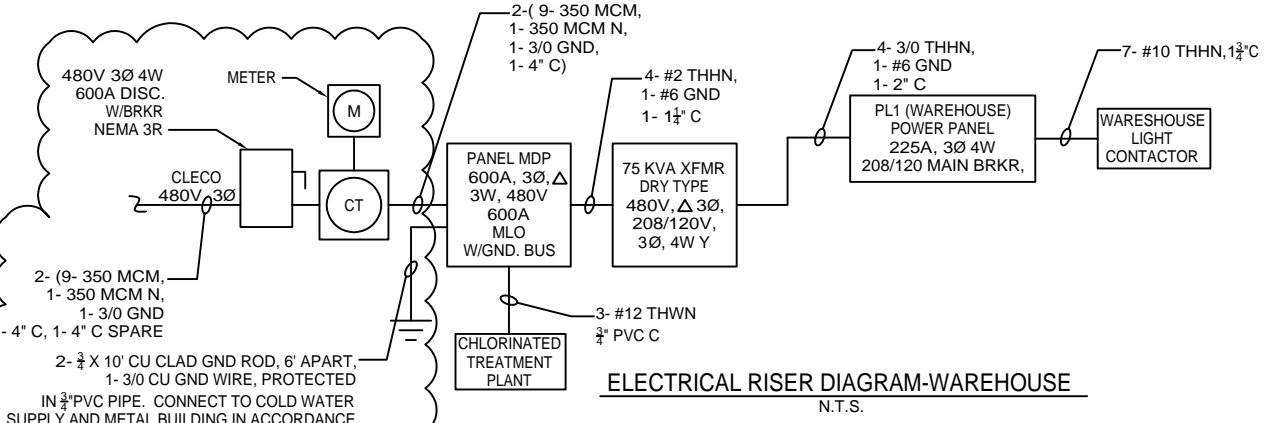 2-( 9- 350 MCM,
1- 350 MCM N,
1- 3/0 GND,
1- 4" C)
480V 3Ø 4W
600A DISC.
W/BRKR
NEMA 3R
METER
M
CLECO
480V 3Ø
CT
4- #2 THHN,
1- #6 GND
1- 1¼" C
4- 3/0 THHN,
1- #6 GND
1- 2" C
7- #10 THHN,1¾"C
PANEL MDP
600A, 3Ø, Δ
3W, 480V
600A
MLO
W/GND. BUS
75 KVA XFMR
DRY TYPE
480V, Δ 3Ø,
208/120V,
3Ø, 4W Y
PL1 (WAREHOUSE)
POWER PANEL
225A, 3Ø 4W
208/120 MAIN BRKR,
WARESHOUSE
LIGHT
CONTACTOR
2- (9- 350 MCM,
1- 350 MCM N,
1- 3/0 GND
- 4" C, 1- 4" C SPARE
3- #12 THWN
¾" PVC C
CHLORINATED
TREATMENT
PLANT
2- ¾ X 10' CU CLAD GND ROD, 6' APART,
1- 3/0 CU GND WIRE, PROTECTED
IN ¾"PVC PIPE. CONNECT TO COLD WATER
SUPPLY AND METAL BUILDING IN ACCORDANCE
ELECTRICAL RISER DIAGRAM-WAREHOUSE
N.T.S.